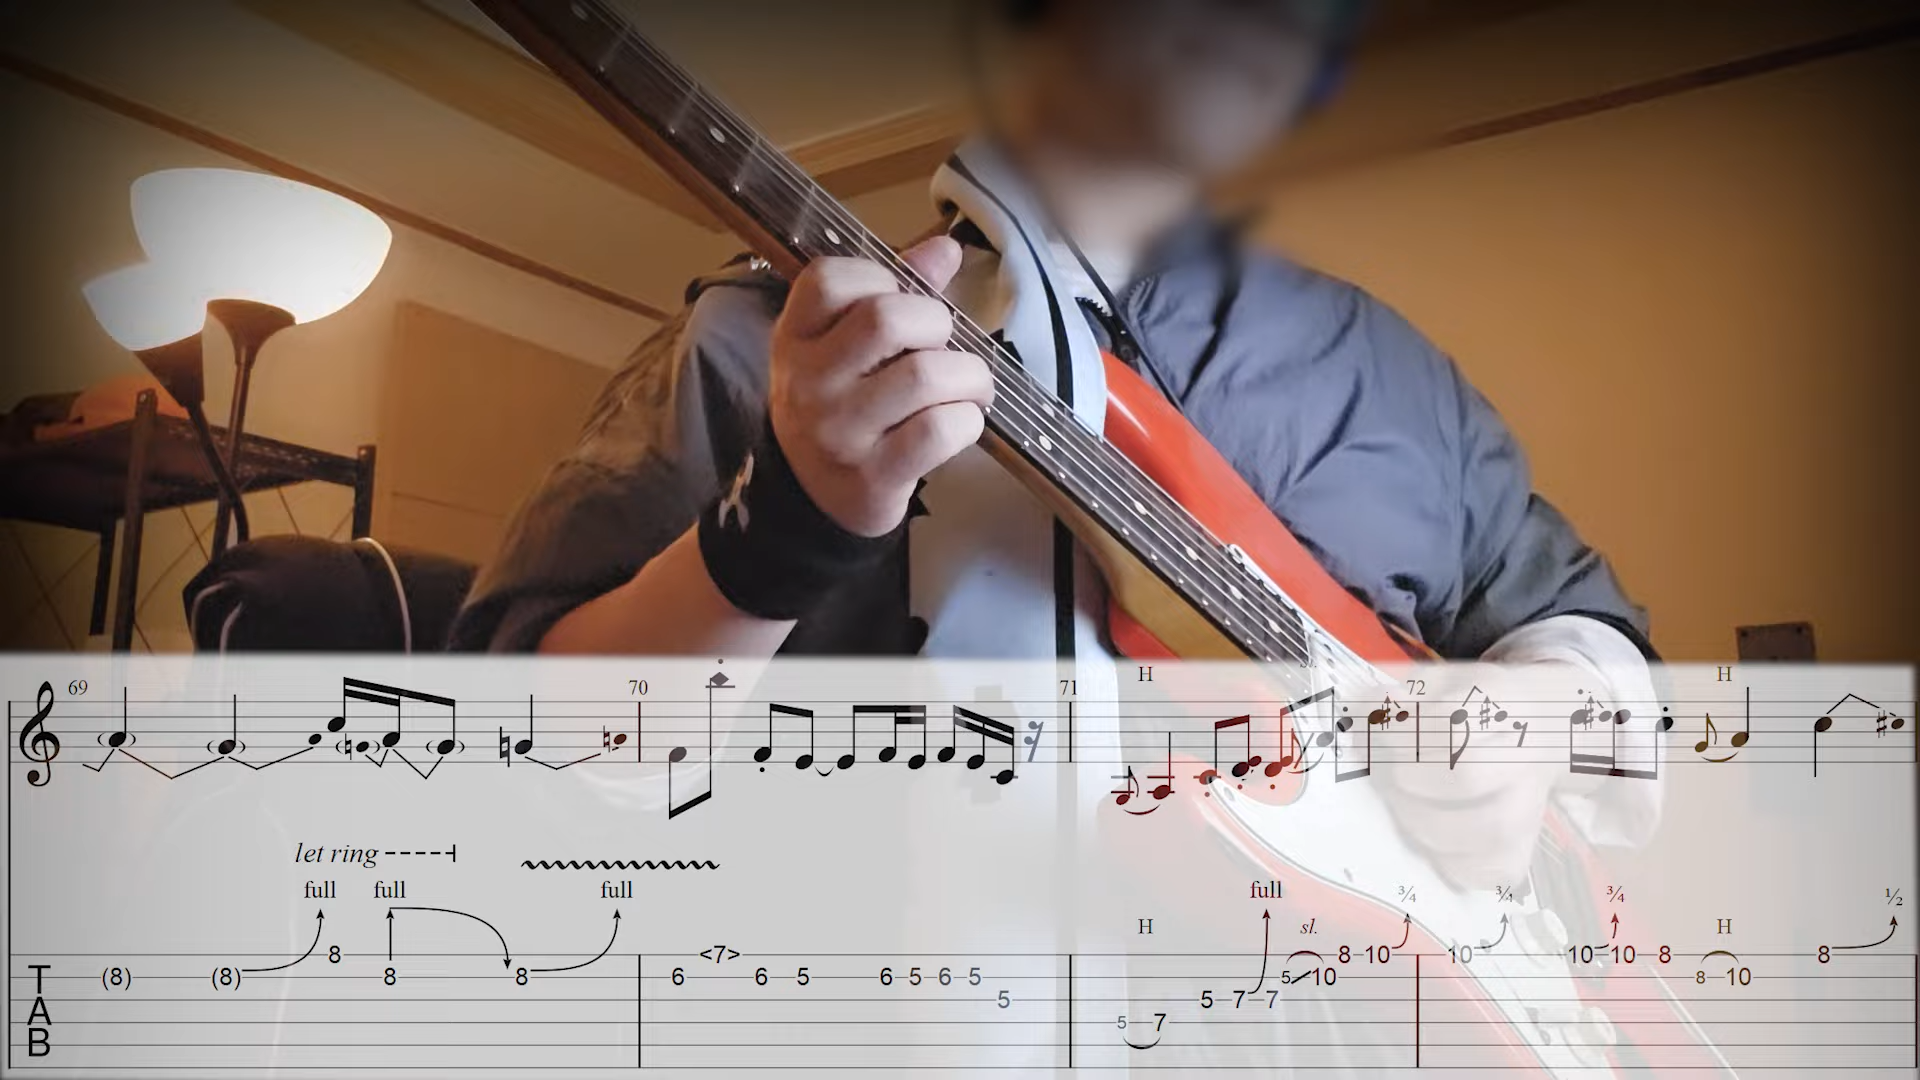 69 70 71 72
H sl. H
let ring
full full full full ¾ ¾ ¾ ½
H sl. H
8 <7> 8 10 10 10 10 8 8
(8) (8) 8 8 6 6 5 6 5 6 5 5 10 8 10
5 5 7 7
5 7
T
A
B